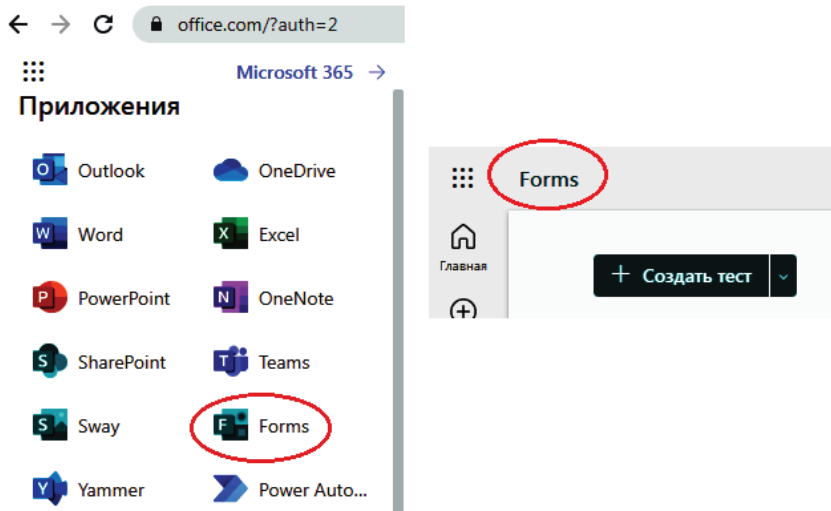 office.com/?auth=2
Microsoft 365 →
Приложения
Outlook
OneDrive
Word
Excel
PowerPoint
OneNote
SharePoint
Teams
Sway
Forms
Yammer
Power Auto...
Forms
Главная
+ Создать тест